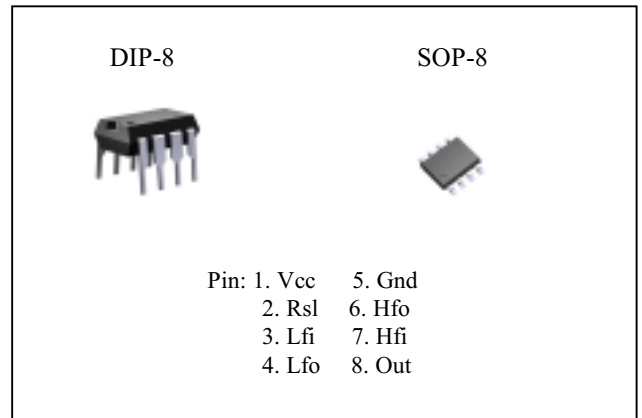 DIP-8 SOP-8
Pin: 1. Vcc 5. Gnd
2. Rsl 6. Hfo
3. Lfi 7. Hfi
4. Lfo 8. Out